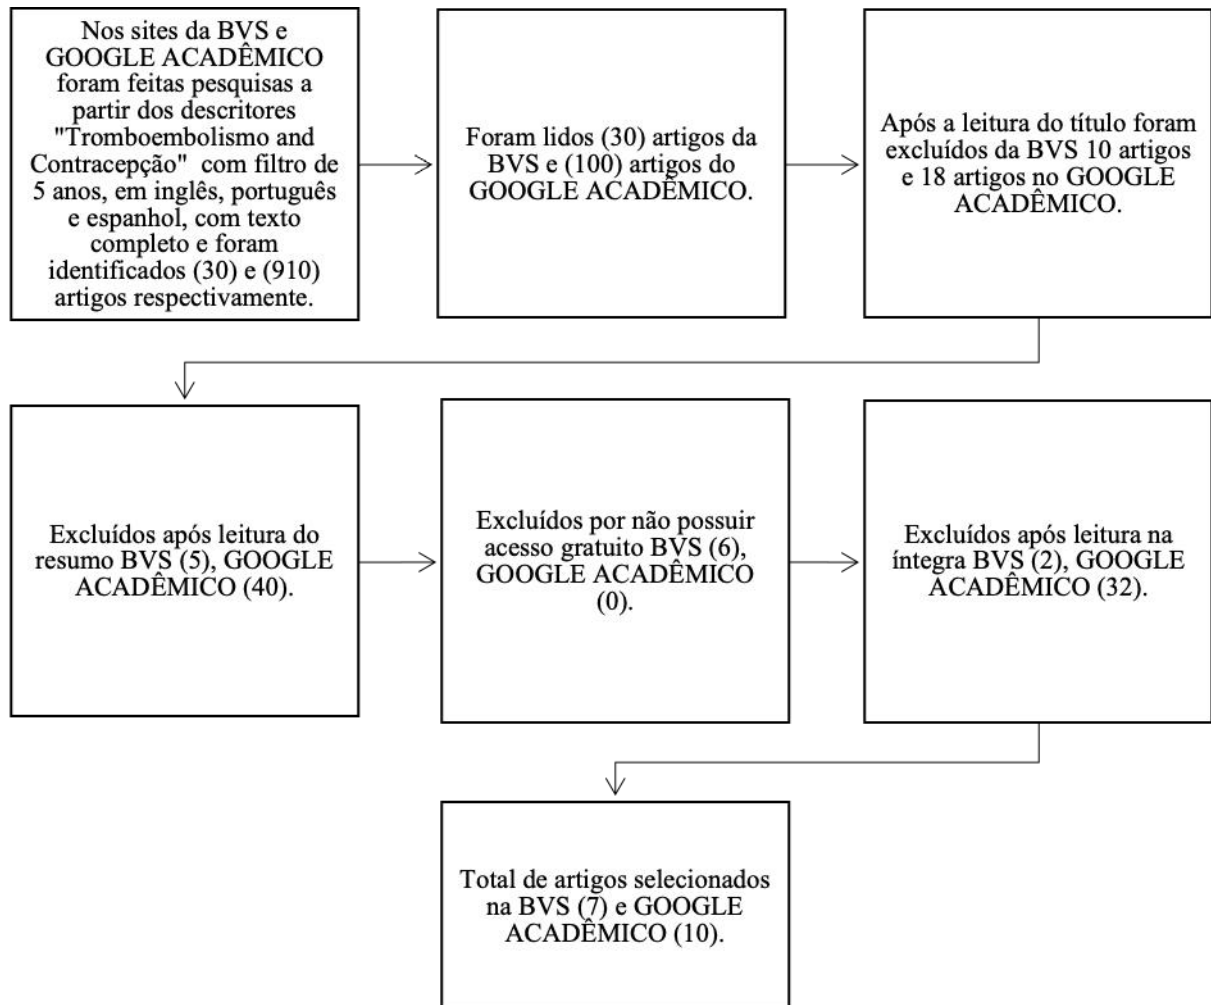 Nos sites da BVS e
GOOGLE ACADÊMICO
foram feitas pesquisas a
partir dos descritores
"Tromboembolismo and
Contracepção" com filtro de
5 anos, em inglês, português
e espanhol, com texto
completo e foram
identificados (30) e (910)
artigos respectivamente.
Foram lidos (30) artigos da
BVS e (100) artigos do
GOOGLE ACADÊMICO.
Após a leitura do título foram
excluídos da BVS 10 artigos
e 18 artigos no GOOGLE
ACADÊMICO.
Excluídos após leitura do
resumo BVS (5), GOOGLE
ACADÊMICO (40).
Excluídos por não possuir
acesso gratuito BVS (6),
GOOGLE ACADÊMICO
(0).
Excluídos após leitura na
íntegra BVS (2), GOOGLE
ACADÊMICO (32).
Total de artigos selecionados
na BVS (7) e GOOGLE
ACADÊMICO (10).